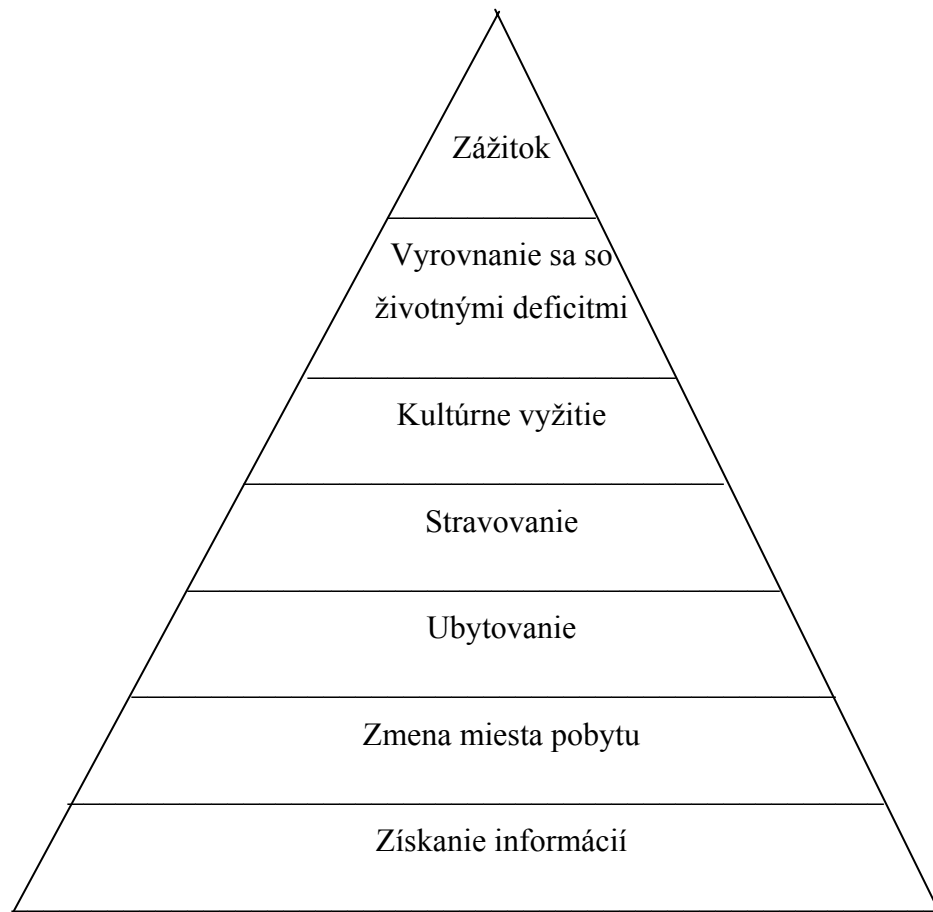 Zážitok
Vyrovnanie sa so
životnými deficitmi
Kultúrne vyžitie
Stravovanie
Ubytovanie
Zmena miesta pobytu
Získanie informácií